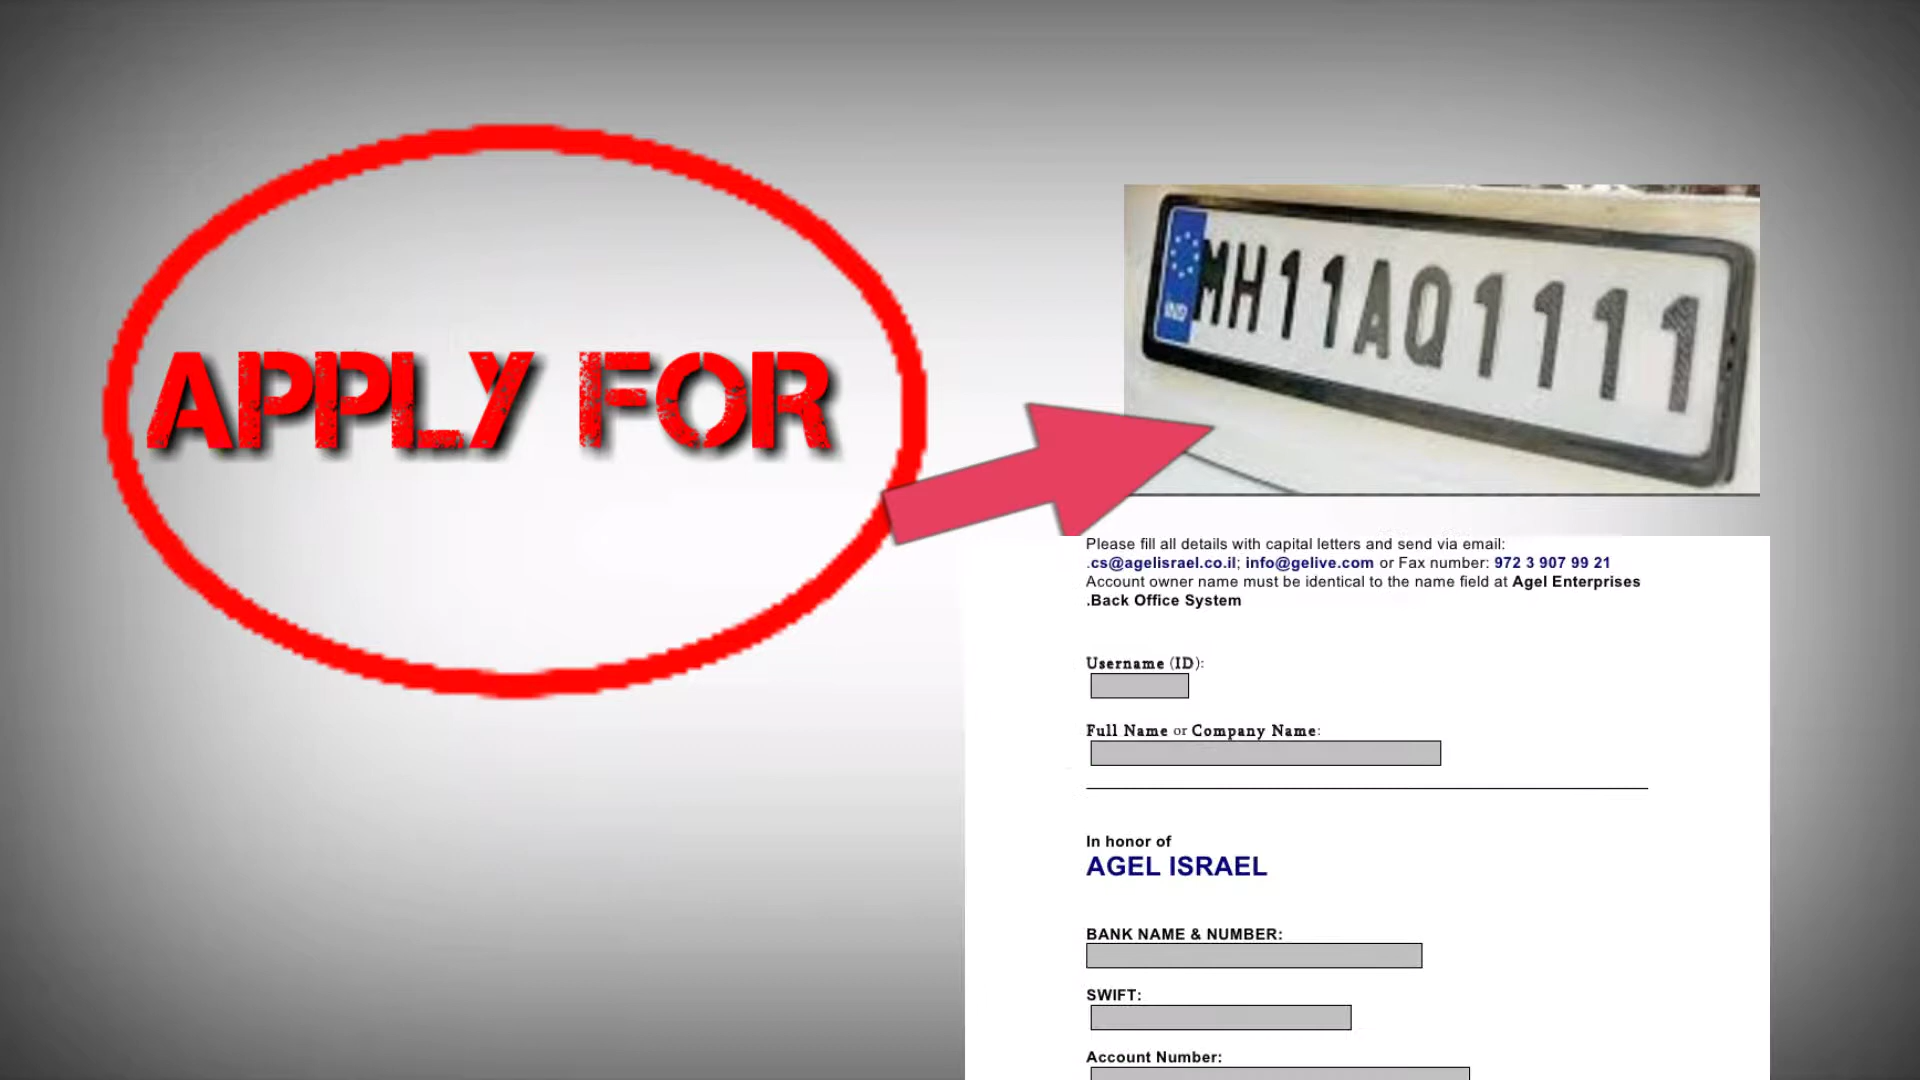 APPLY FOR
MH11AQ1111
IND
Please fill all details with capital letters and send via email:
.cs@agelisrael.co.il; info@gelive.com or Fax number: 972 3 907 99 21
Account owner name must be identical to the name field at Agel Enterprises
.Back Office System
Username (ID):
Full Name or Company Name:
In honor of
AGEL ISRAEL
BANK NAME & NUMBER:
SWIFT:
Account Number: